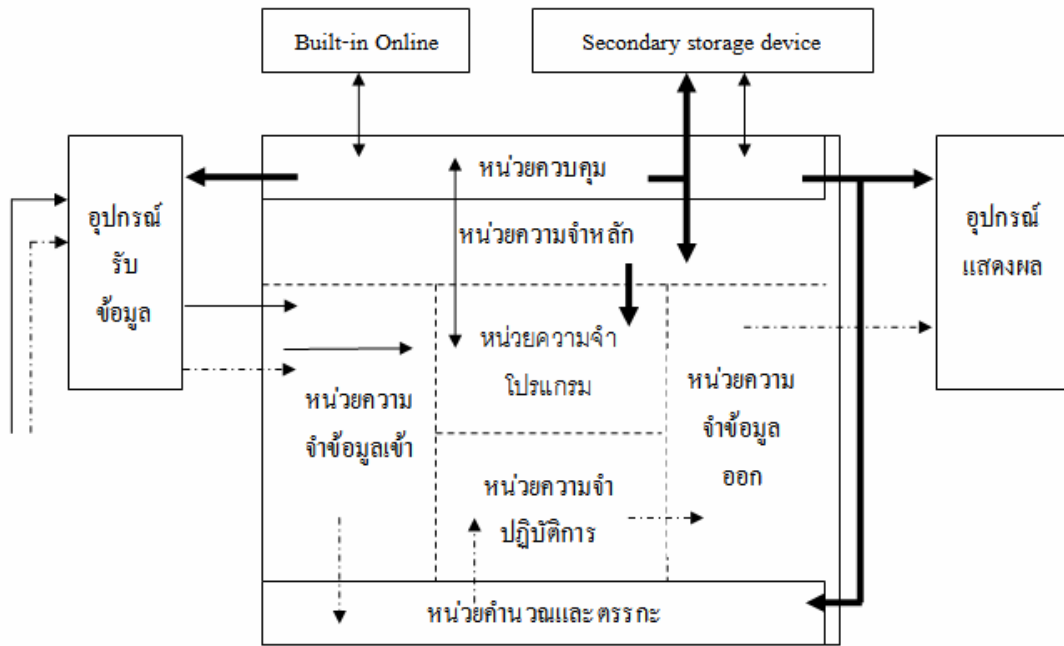 Built-in Online
Secondary storage device
หน่วยควบคุม
อุปกรณ์
รับ
ข้อมูล
หน่วยความจำหลัก
อุปกรณ์
แสดงผล
หน่วยความจำ
โปรแกรม
หน่วยความ
จำข้อมูลเข้า
หน่วยความ
จำข้อมูล
ออก
หน่วยความจำ
ปฏิบัติการ
หน่วยคำนวณและตรรกะ